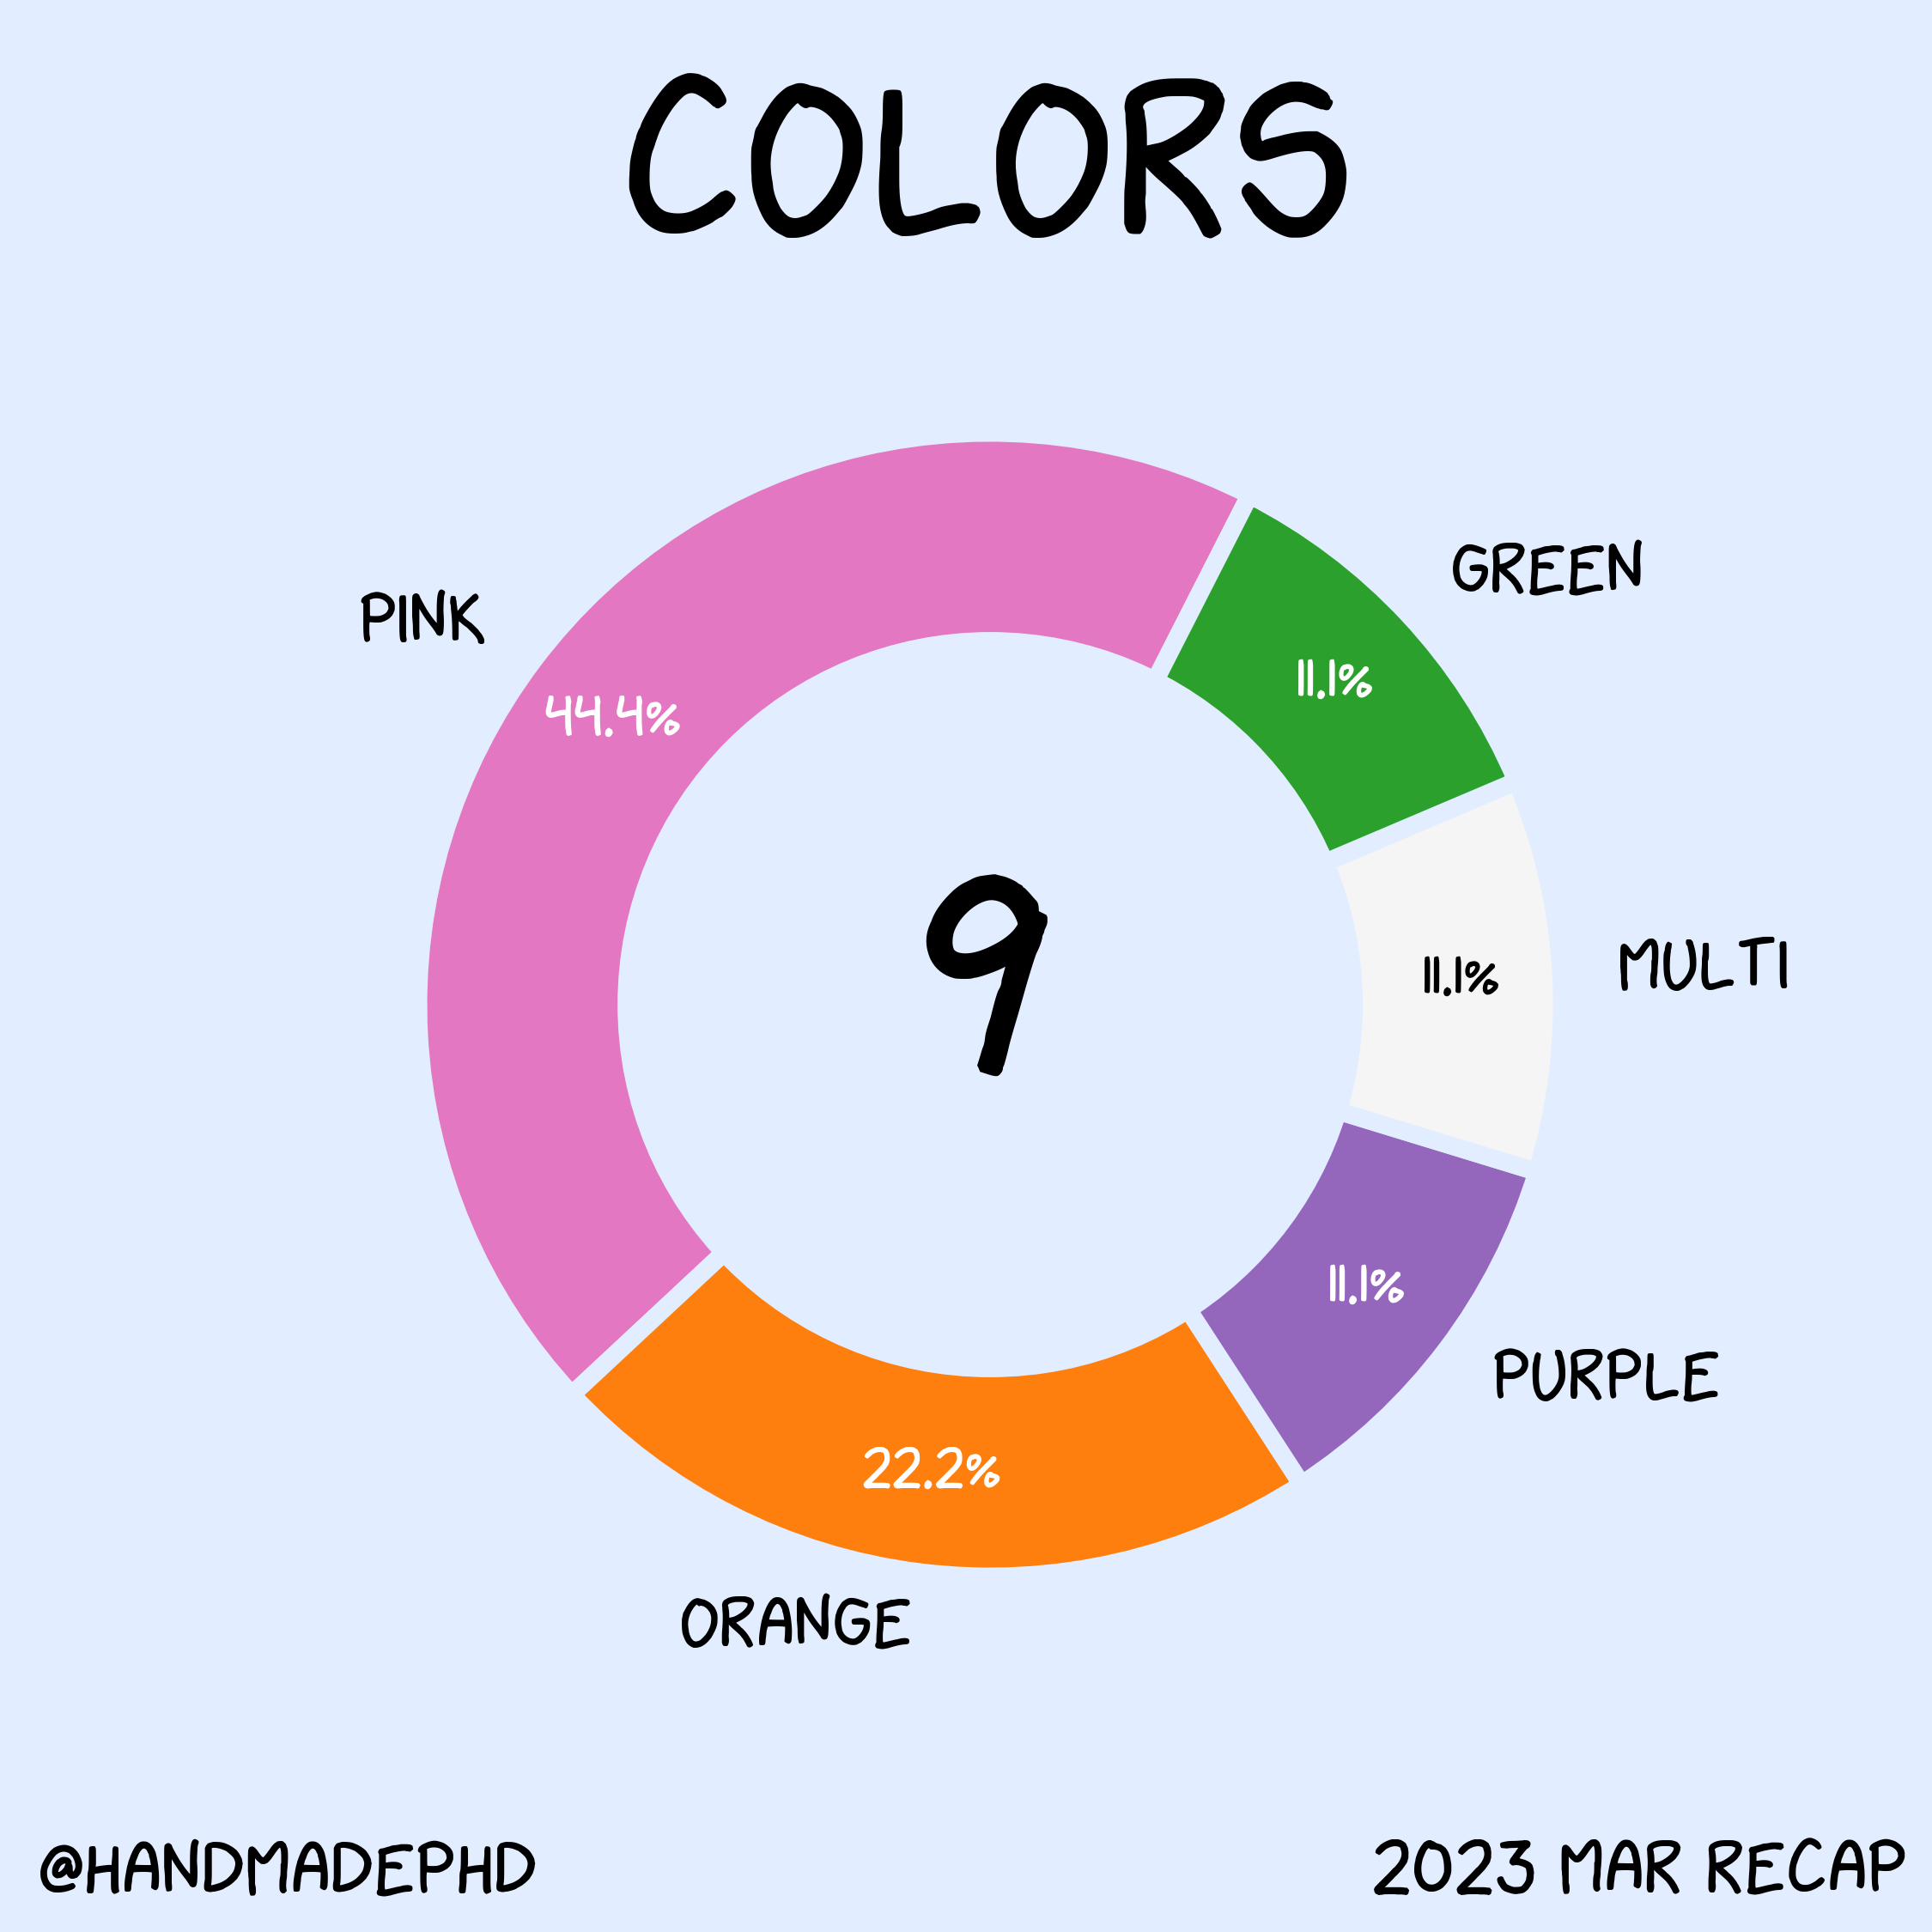 COLORS
GREEN
PINK
11.1%
44.4%
9
MULTI
11.1%
11.1%
PURPLE
22.2%
ORANGE
@HANDMADEPHD
2023 MAR RECAP